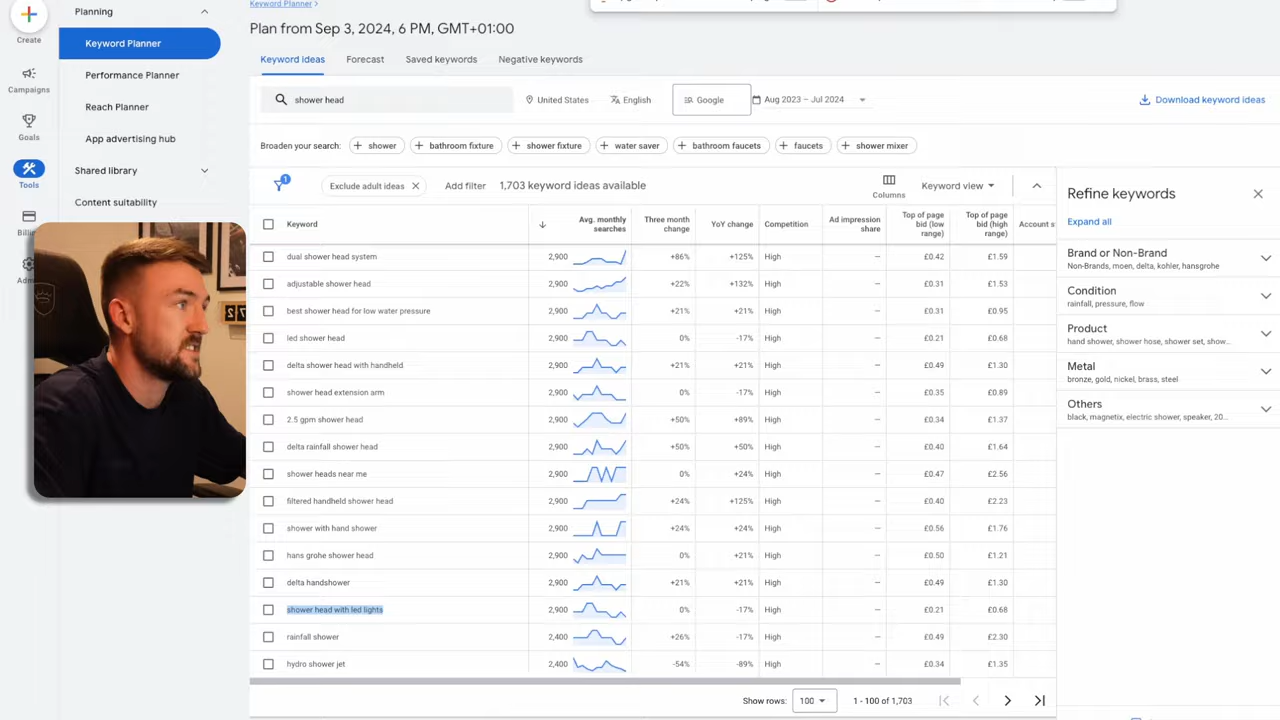 Create
Campaigns
Goals
Tools
Planning
Keyword Planner
Performance Planner
Reach Planner
App advertising hub
Shared library
Content suitability
Keyword Planner >
Plan from Sep 3, 2024, 6 PM, GMT+01:00
Keyword ideas Forecast Saved keywords Negative keywords
shower head United States English Google Aug 2023 – Jul 2024 Download keyword ideas
Broaden your search: + shower + bathroom fixture + shower fixture + water saver + bathroom faucets + faucets + shower mixer
1 Exclude adult ideas Add filter 1,703 keyword ideas available Columns Keyword view
Keyword Avg. monthly searches Three month change YoY change Competition Ad impression share Top of page bid (low range) Top of page bid (high range) Account s
dual shower head system 2,900 +86% +125% High – £0.42 £1.59
adjustable shower head 2,900 +22% +132% High – £0.31 £1.53
best shower head for low water pressure 2,900 +21% +21% High – £0.31 £0.95
led shower head 2,900 0% -17% High – £0.21 £0.68
delta shower head with handheld 2,900 +21% +21% High – £0.49 £1.30
shower head extension arm 2,900 0% -17% High – £0.35 £0.89
2.5 gpm shower head 2,900 +50% +89% High – £0.34 £1.37
delta rainfall shower head 2,900 +50% +50% High – £0.40 £1.64
shower heads near me 2,900 0% +24% High – £0.47 £2.56
filtered handheld shower head 2,900 +24% +125% High – £0.40 £2.23
shower with hand shower 2,900 +24% +24% High – £0.56 £1.76
hans grohe shower head 2,900 0% +21% High – £0.50 £1.21
delta handshower 2,900 +21% +21% High – £0.49 £1.30
shower head with led lights 2,900 0% -17% High – £0.21 £0.68
rainfall shower 2,400 +26% -17% High – £0.49 £2.30
hydro shower jet 2,400 -54% -89% High – £0.34 £1.35
Show rows: 100 1 - 100 of 1,703
Refine keywords
Expand all
Brand or Non-Brand
Non-Brands, moen, delta, kohler, hansgrohe
Condition
rainfall, pressure, flow
Product
hand shower, shower hose, shower set, show...
Metal
bronze, gold, nickel, brass, steel
Others
black, magnetix, electric shower, speaker, 20...